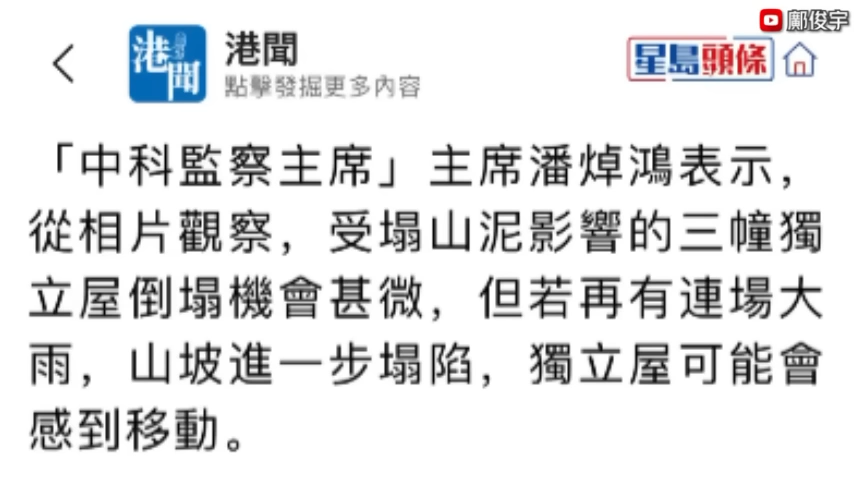 鄺俊宇
港聞
港聞
點擊發掘更多內容
星島頭條
「中科監察主席」主席潘焯鴻表示，
從相片觀察，受塌山泥影響的三幢獨
立屋倒塌機會甚微，但若再有連場大
雨，山坡進一步塌陷，獨立屋可能會
感到移動。